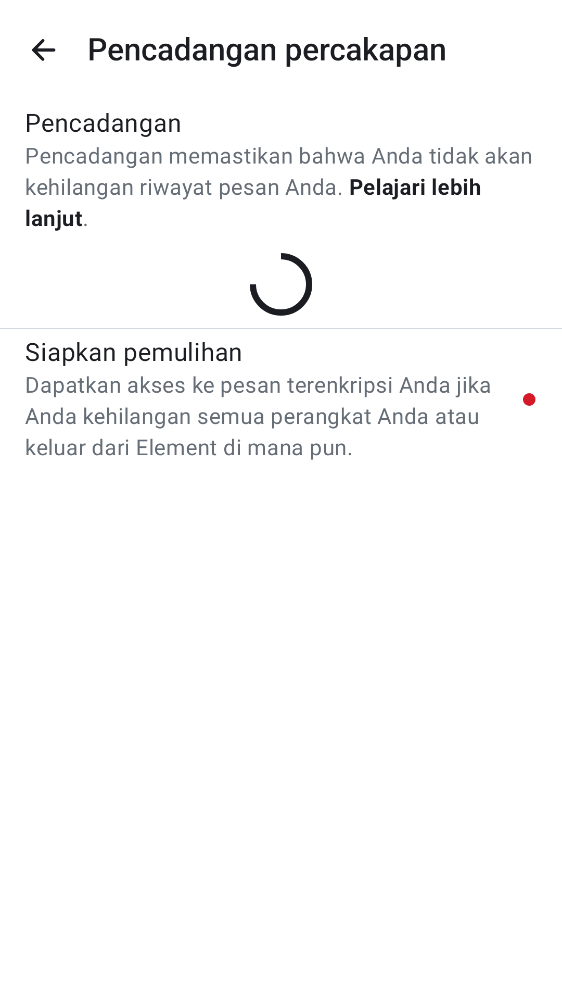 Pencadangan percakapan
Pencadangan
Pencadangan memastikan bahwa Anda tidak akan
kehilangan riwayat pesan Anda. Pelajari lebih
lanjut.
Siapkan pemulihan
Dapatkan akses ke pesan terenkripsi Anda jika
Anda kehilangan semua perangkat Anda atau
keluar dari Element di mana pun.